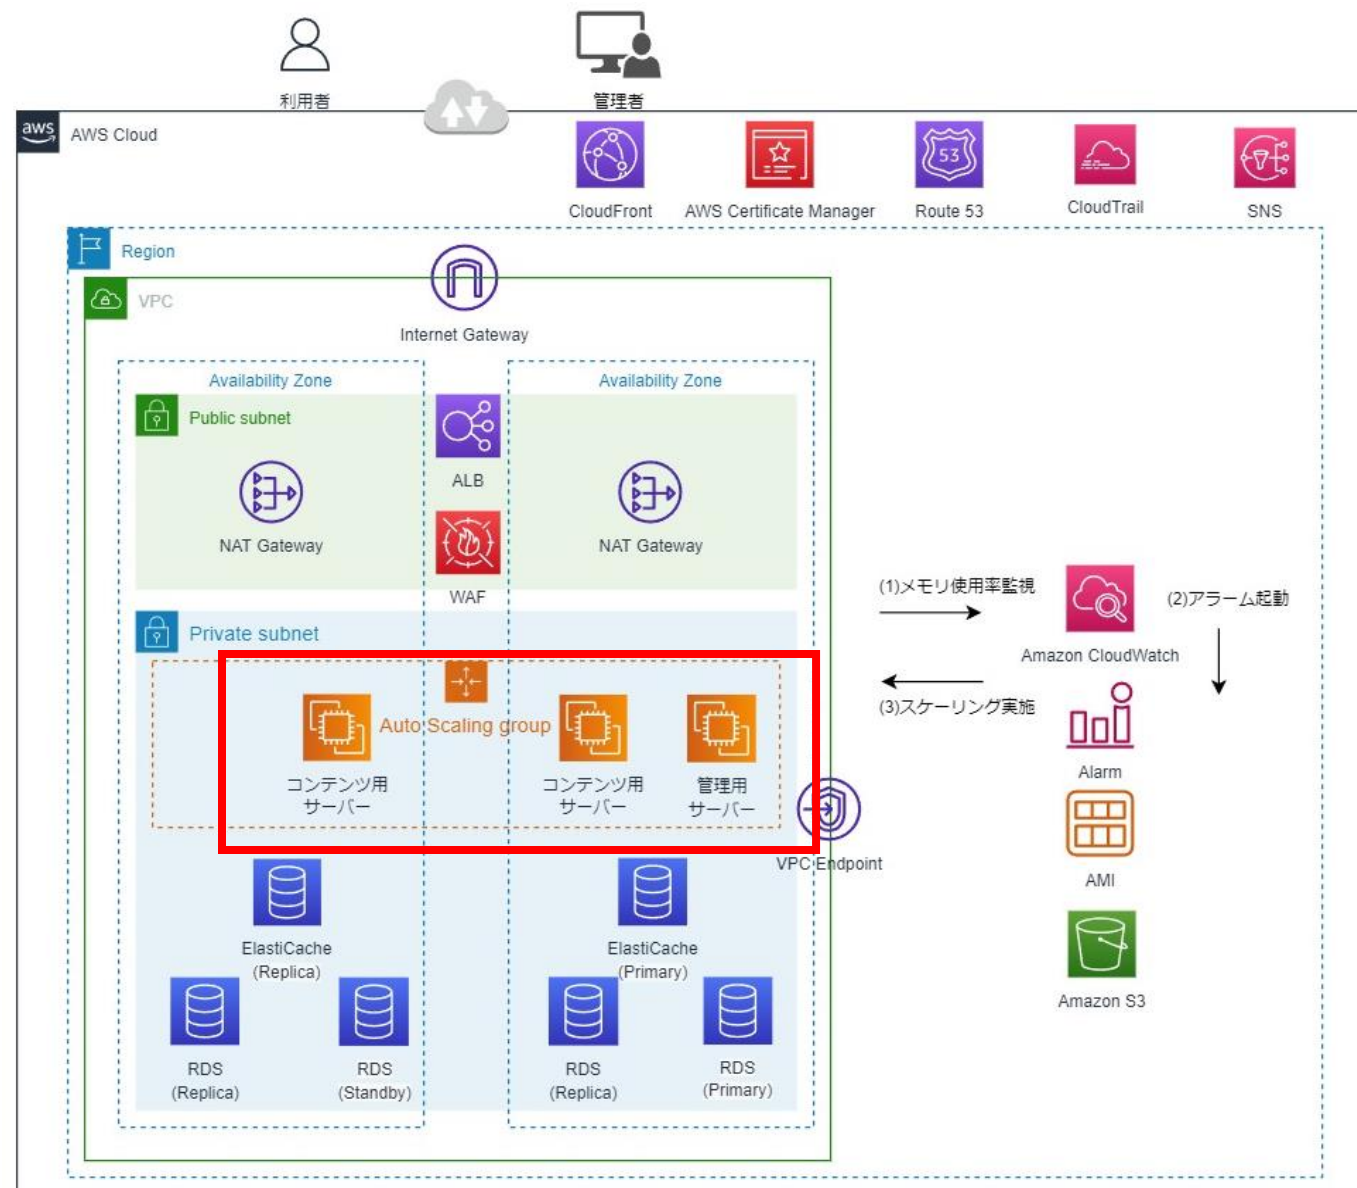 利用者
管理者
aws
AWS Cloud
53
CloudFront
AWS Certificate Manager
Route 53
CloudTrail
SNS
Region
VPC
Internet Gateway
Availability Zone
Availability Zone
Public subnet
ALB
NAT Gateway
NAT Gateway
WAF
(1)メモリ使用率監視
(2)アラーム起動
Private subnet
Amazon CloudWatch
(3)スケーリング実施
Auto Scaling group
コンテンツ用
サーバー
コンテンツ用
サーバー
管理用
サーバー
Alarm
VPC Endpoint
AMI
ElastiCache
(Replica)
ElastiCache
(Primary)
Amazon S3
RDS
(Replica)
RDS
(Standby)
RDS
(Replica)
RDS
(Primary)